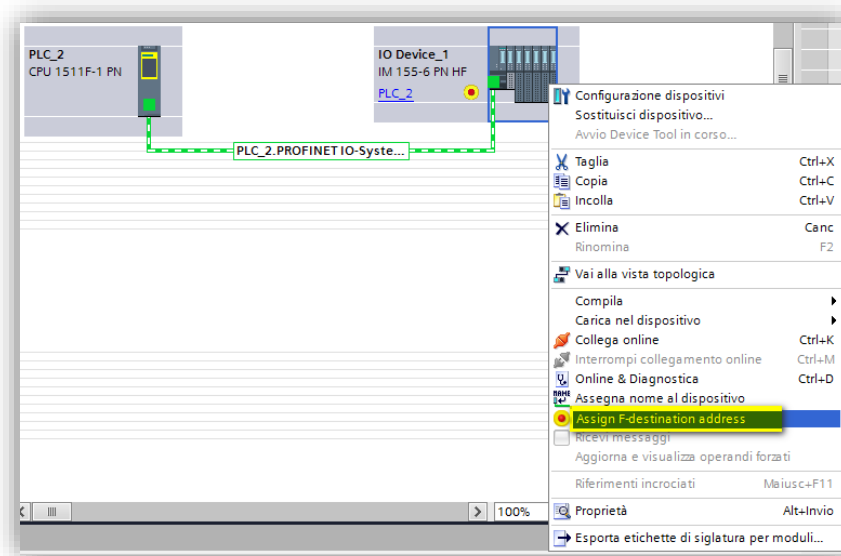 PLC_2
CPU 1511F-1 PN
IO Device_1
IM 155-6 PN HF
PLC_2
PLC_2.PROFINET IO-Syste...
Configurazione dispositivi
Sostituisci dispositivo...
Avvio Device Tool in corso...
Taglia Ctrl+X
Copia Ctrl+C
Incolla Ctrl+V
Elimina Canc
Rinomina F2
Vai alla vista topologica
Compila
Carica nel dispositivo
Collega online Ctrl+K
Interrompi collegamento online Ctrl+M
Online & Diagnostica Ctrl+D
Assegna nome al dispositivo
Assign F-destination address
Ricevi messaggi
Aggiorna e visualizza operandi forzati
Riferimenti incrociati Maiusc+F11
100%
Proprietà Alt+Invio
Esporta etichette di siglatura per moduli...